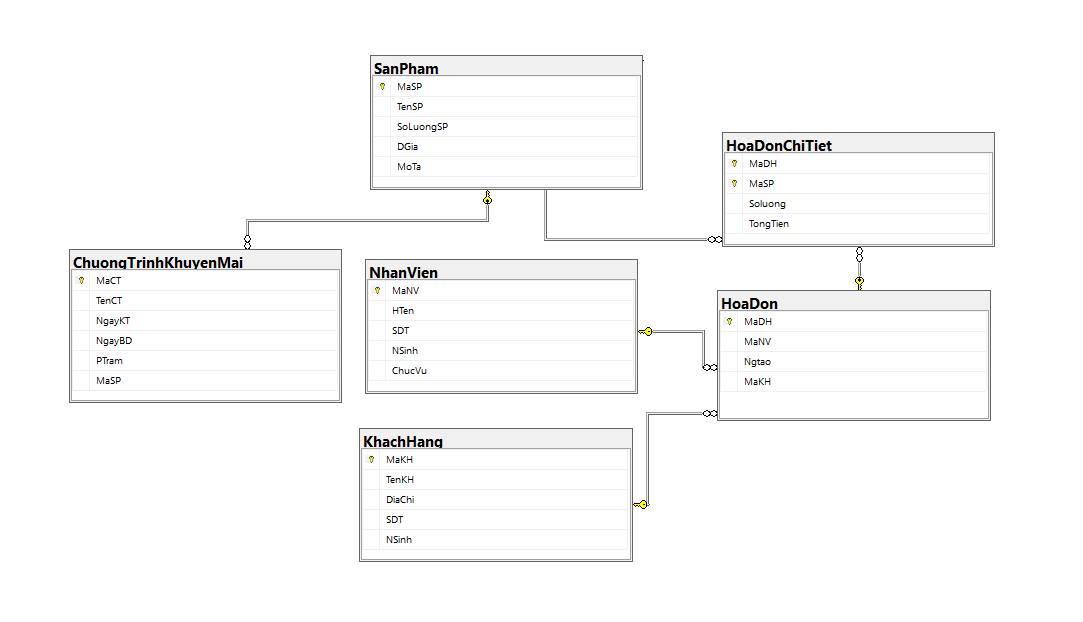 SanPham
MaSP
TenSP
SoLuongSP
DGia
MoTa
HoaDonChiTiet
MaDH
MaSP
Soluong
TongTien
ChuongTrinhKhuyenMai
MaCT
TenCT
NgayKT
NgayBD
PTram
MaSP
NhanVien
MaNV
HTen
SDT
NSinh
ChucVu
HoaDon
MaDH
MaNV
Ngtao
MaKH
KhachHang
MaKH
TenKH
DiaChi
SDT
NSinh